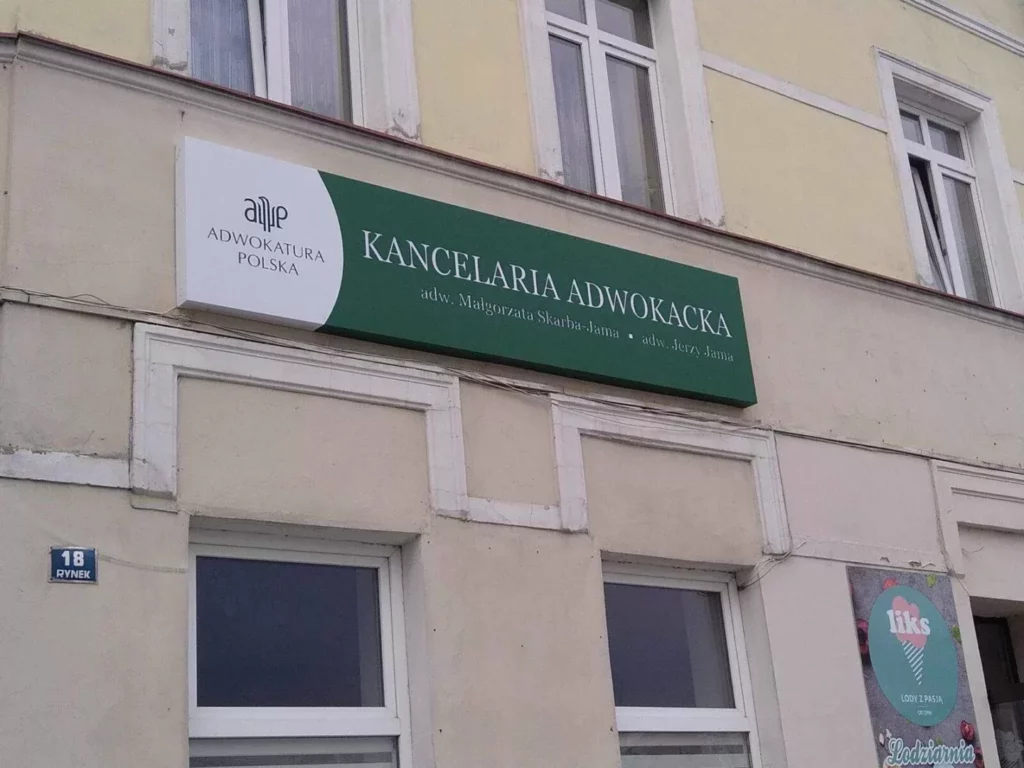 ADWOKATURA
POLSKA
KANCELARIA ADWOKACKA
adw. Małgorzata Skarba-Jama • adw. Jerzy Jama
18
RYNEK
liks
LODY Z PASJĄ
Lodziarnia